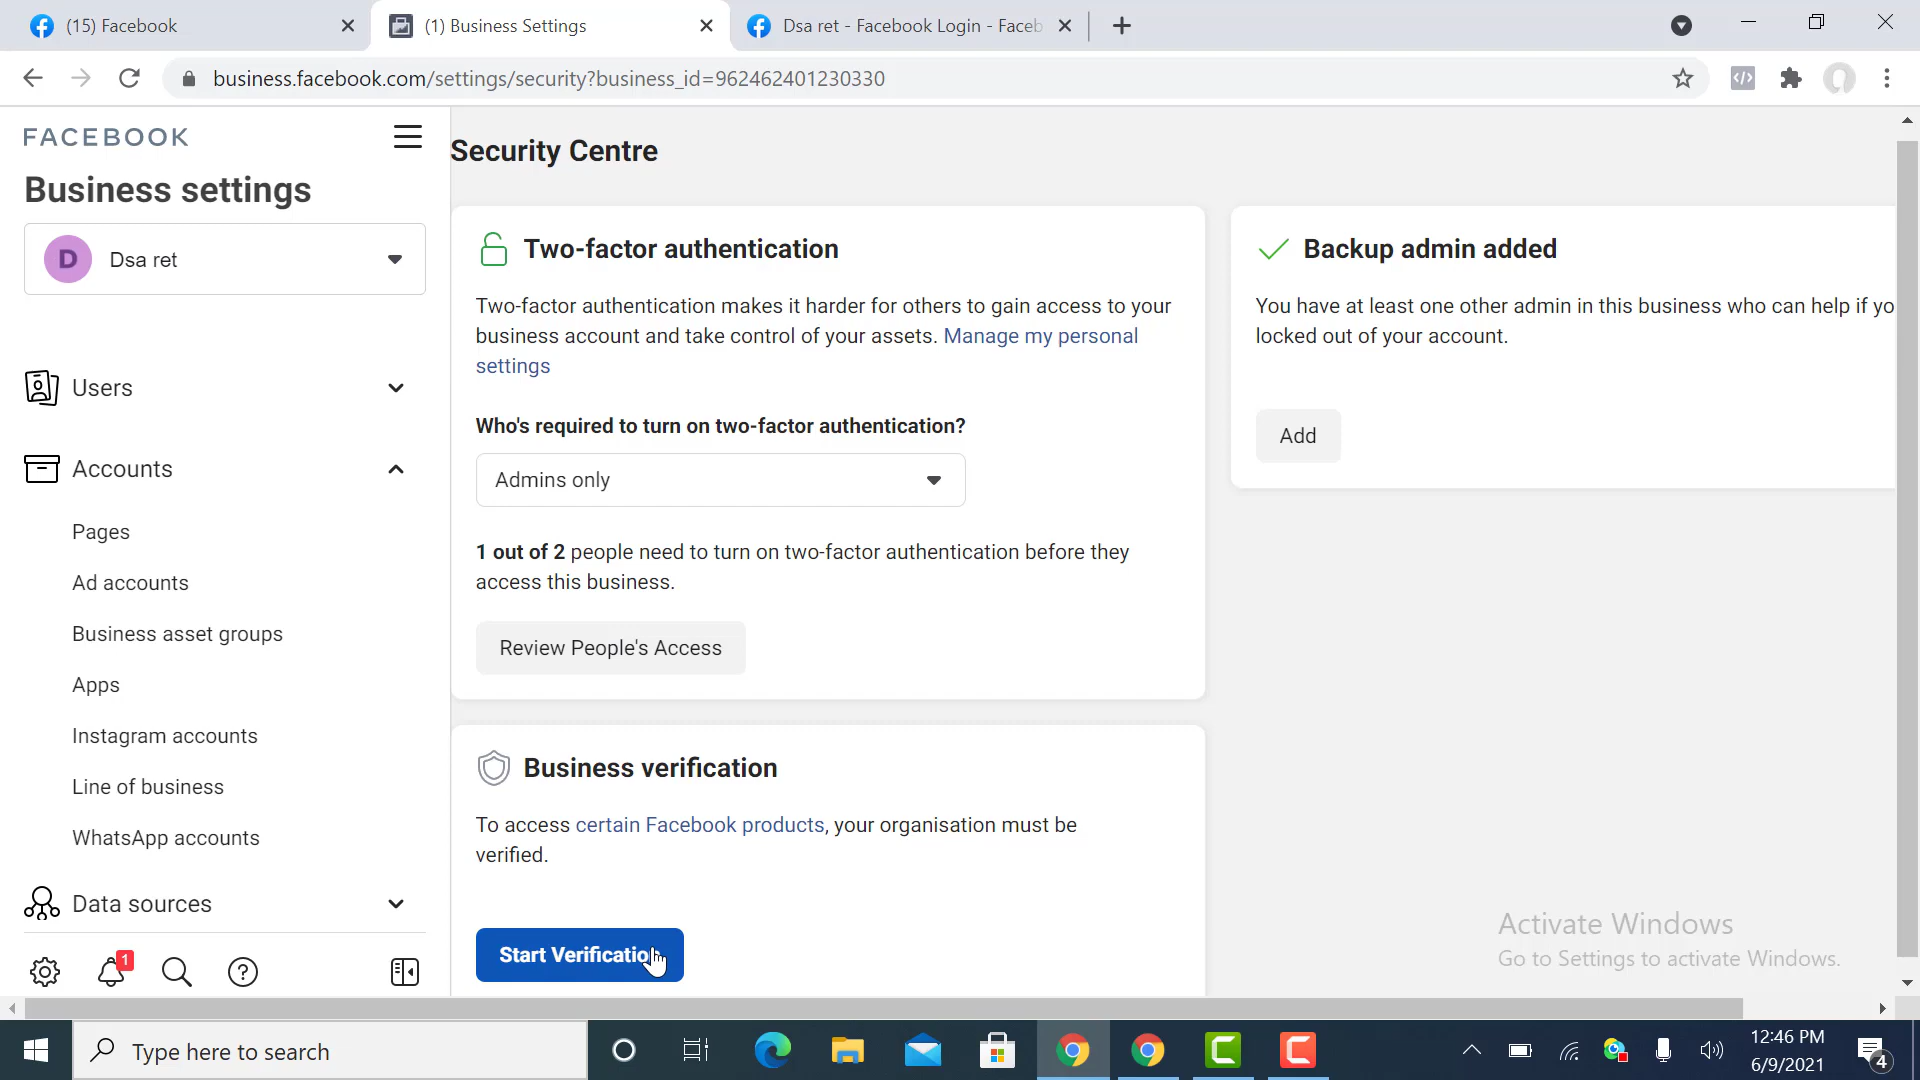 (15) Facebook
(1) Business Settings
Dsa ret - Facebook Login - Faceb
business.facebook.com/settings/security?business_id=962462401230330
FACEBOOK
Business settings
D
Dsa ret
Users
Accounts
Pages
Ad accounts
Business asset groups
Apps
Instagram accounts
Line of business
WhatsApp accounts
Data sources
1
Security Centre
Two-factor authentication
Two-factor authentication makes it harder for others to gain access to your
business account and take control of your assets. Manage my personal
settings
Who's required to turn on two-factor authentication?
Admins only
1 out of 2 people need to turn on two-factor authentication before they
access this business.
Review People's Access
Backup admin added
You have at least one other admin in this business who can help if yo
locked out of your account.
Add
Business verification
To access certain Facebook products, your organisation must be
verified.
Start Verification
Activate Windows
Go to Settings to activate Windows.
Type here to search
12:46 PM
6/9/2021
4